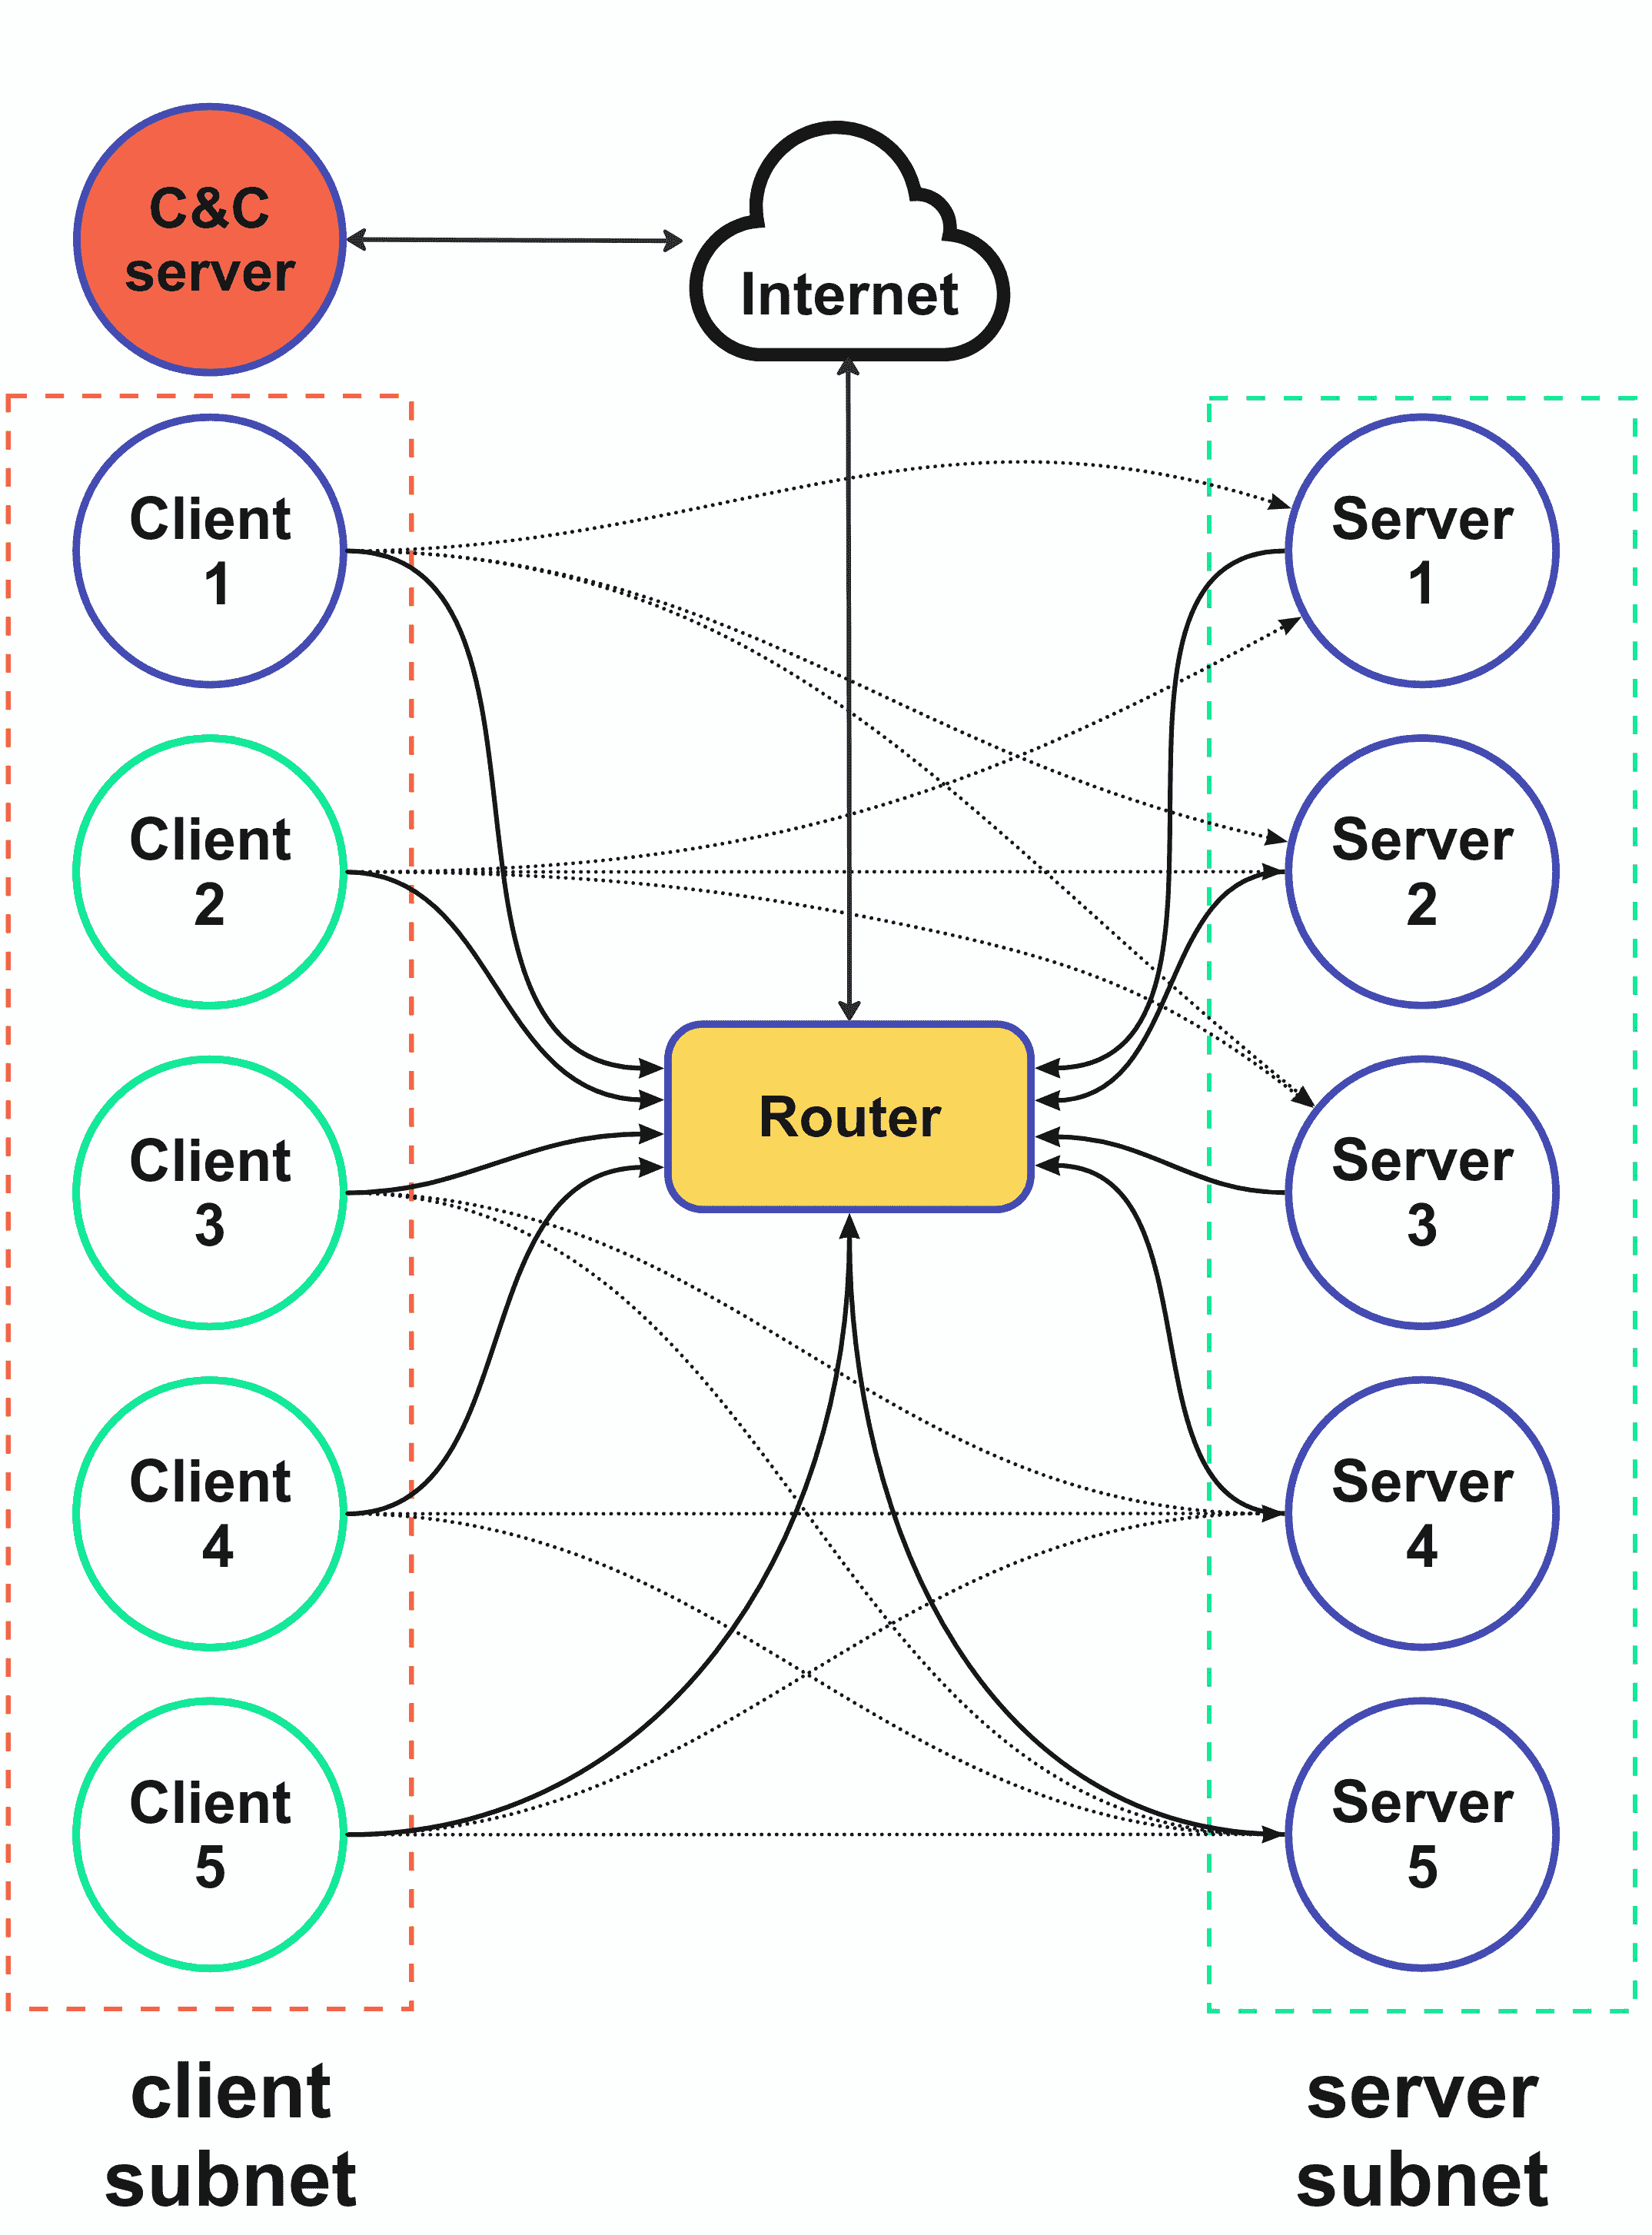 C&C
server
Internet
Client
1
Server
1
Client
2
Server
2
Router
Client
3
Server
3
Client
4
Server
4
Client
5
Server
5
client
subnet
server
subnet